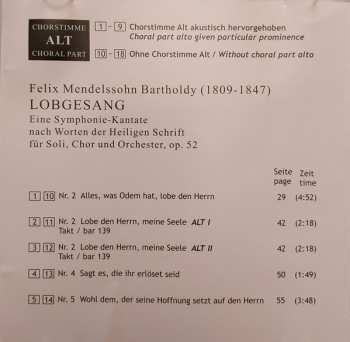 CHORSTIMME
ALT
CHORAL PART
1 - 9 Chorstimme Alt akustisch hervorgehoben
Choral part alto given particular prominence
10 - 18 Ohne Chorstimme Alt / Without choral part alto
Felix Mendelssohn Bartholdy (1809-1847)
LOBGESANG
Eine Symphonie-Kantate
nach Worten der Heiligen Schrift
für Soli, Chor und Orchester, op. 52
Seite Zeit
page time
1 10 Nr. 2 Alles, was Odem hat, lobe den Herrn 29 (4:52)
2 11 Nr. 2 Lobe den Herrn, meine Seele ALT I 42 (2:18)
Takt / bar 139
3 12 Nr. 2 Lobe den Herrn, meine Seele ALT II 42 (2:18)
Takt / bar 139
4 13 Nr. 4 Sagt es, die ihr erlöset seid 50 (1:49)
5 14 Nr. 5 Wohl dem, der seine Hoffnung setzt auf den Herrn 55 (3:48)